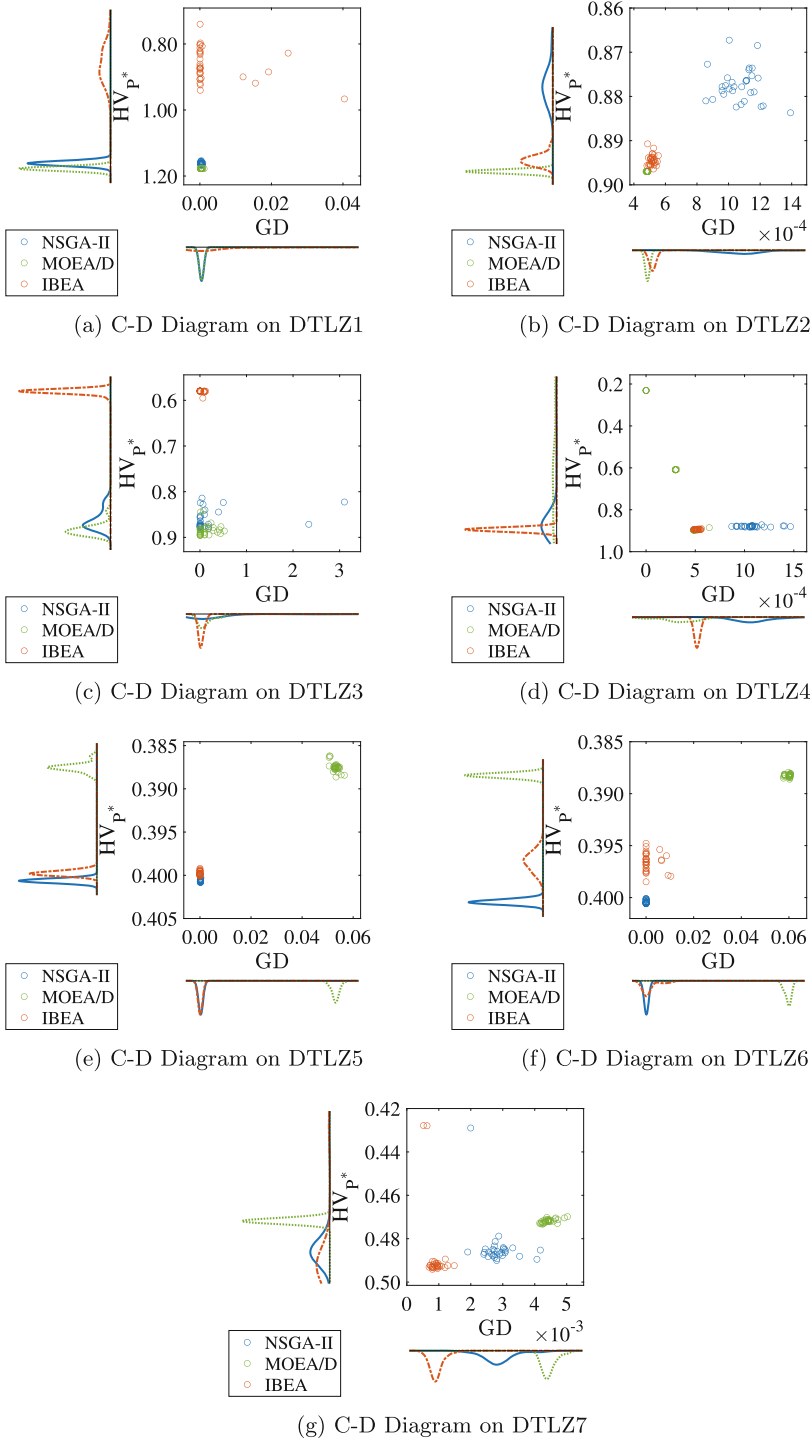 0.80
1.00
1.20
HV_P*
0.00 0.02 0.04
GD
NSGA-II
MOEA/D
IBEA
(a) C-D Diagram on DTLZ1
0.86
0.87
0.88
0.89
0.90
HV_P*
4 6 8 10 12 14
GD ×10⁻⁴
NSGA-II
MOEA/D
IBEA
(b) C-D Diagram on DTLZ2
0.6
0.7
0.8
0.9
HV_P*
0 1 2 3
GD
NSGA-II
MOEA/D
IBEA
(c) C-D Diagram on DTLZ3
0.2
0.4
0.6
0.8
1.0
HV_P*
0 5 10 15
GD ×10⁻⁴
NSGA-II
MOEA/D
IBEA
(d) C-D Diagram on DTLZ4
0.385
0.390
0.395
0.400
0.405
HV_P*
0.00 0.02 0.04 0.06
GD
NSGA-II
MOEA/D
IBEA
(e) C-D Diagram on DTLZ5
0.385
0.390
0.395
0.400
HV_P*
0.00 0.02 0.04 0.06
GD
NSGA-II
MOEA/D
IBEA
(f) C-D Diagram on DTLZ6
0.42
0.44
0.46
0.48
0.50
HV_P*
0 1 2 3 4 5
GD ×10⁻³
NSGA-II
MOEA/D
IBEA
(g) C-D Diagram on DTLZ7